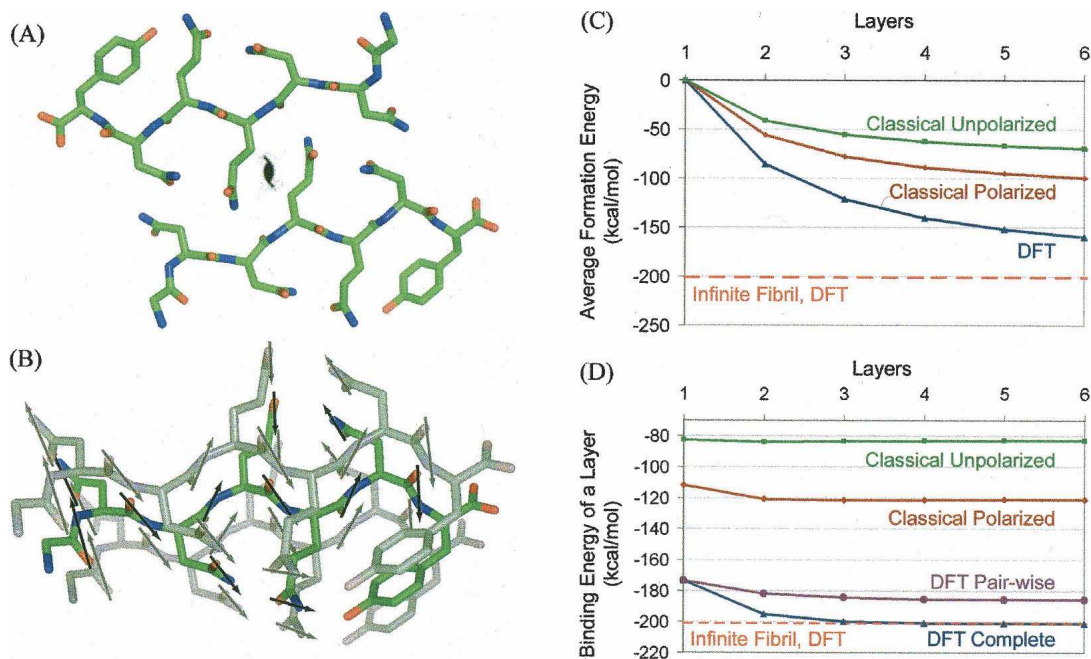 (A)
(B)
(C)
Layers
1 2 3 4 5 6
Average Formation Energy
(kcal/mol)
0
-50
-100
-150
-200
-250
Classical Unpolarized
Classical Polarized
DFT
Infinite Fibril, DFT
(D)
Layers
1 2 3 4 5 6
Binding Energy of a Layer
(kcal/mol)
-80
-100
-120
-140
-160
-180
-200
-220
Classical Unpolarized
Classical Polarized
DFT Pair-wise
Infinite Fibril, DFT
DFT Complete